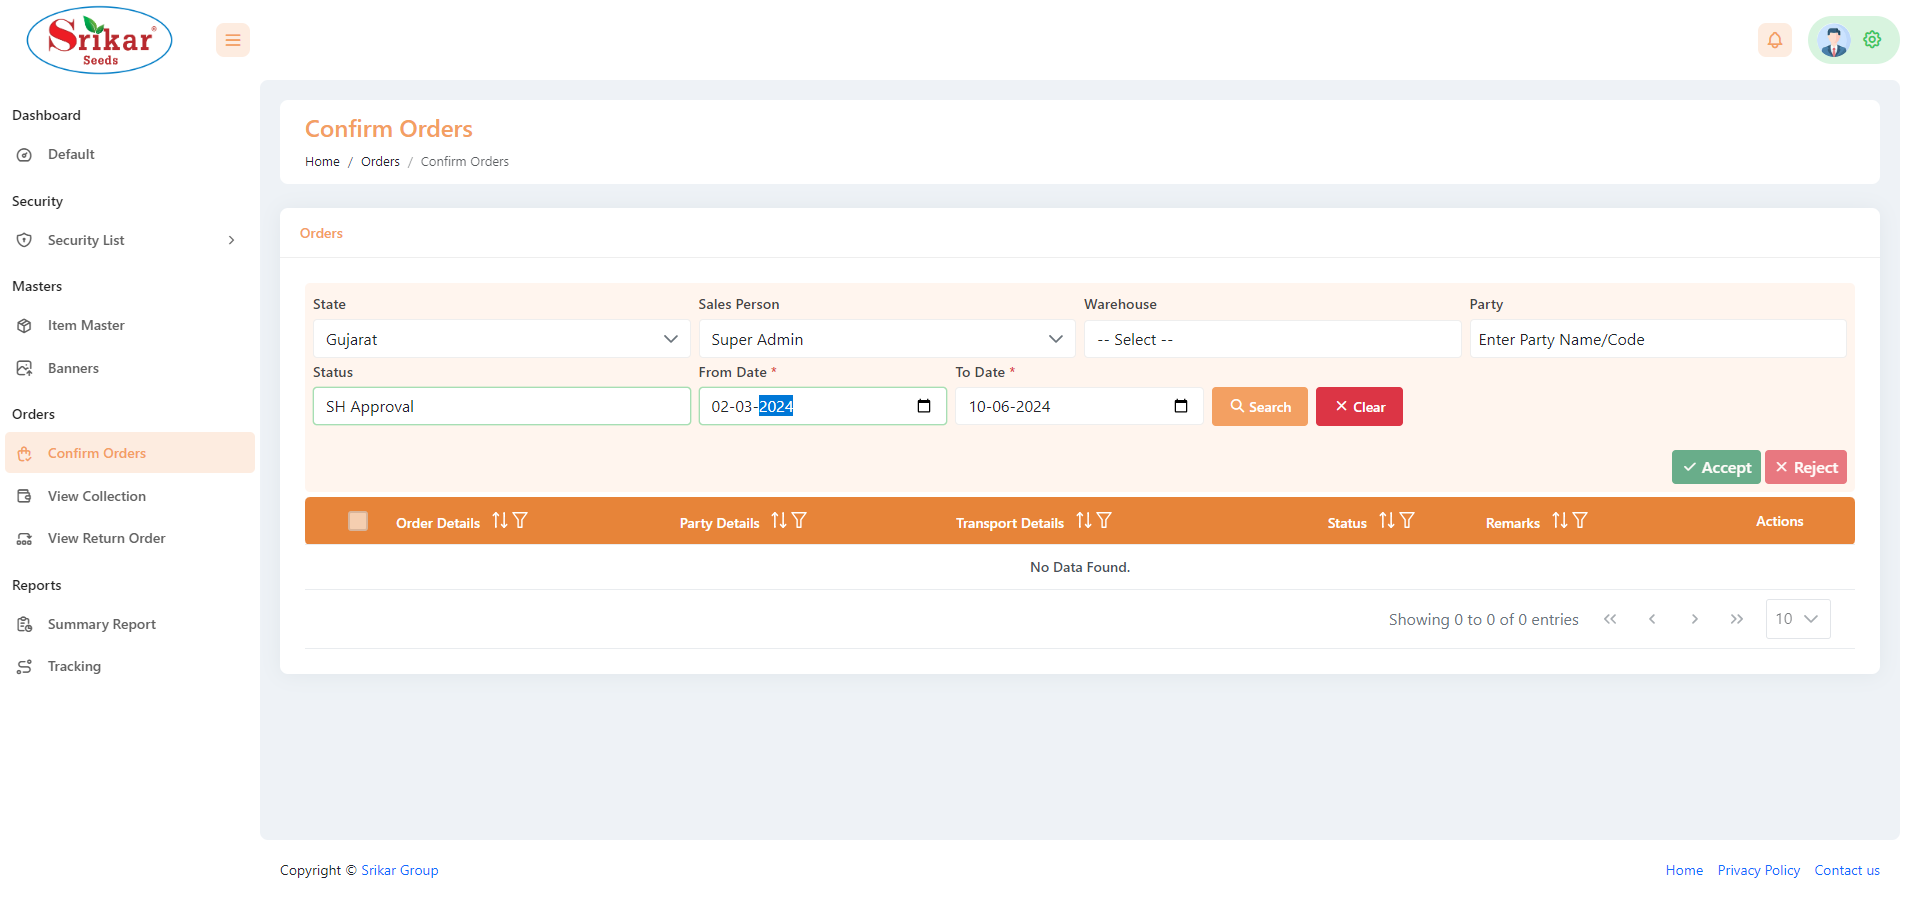 Srikar®
Seeds
Dashboard
Default
Security
Security List
Masters
Item Master
Banners
Orders
Confirm Orders
View Collection
View Return Order
Reports
Summary Report
Tracking
Confirm Orders
Home / Orders / Confirm Orders
Orders
State Sales Person Warehouse Party
Gujarat Super Admin -- Select -- Enter Party Name/Code
Status From Date * To Date *
SH Approval 02-03-2024 10-06-2024 Search Clear
Accept Reject
Order Details Party Details Transport Details Status Remarks Actions
No Data Found.
Showing 0 to 0 of 0 entries 10
Copyright © Srikar Group
Home Privacy Policy Contact us